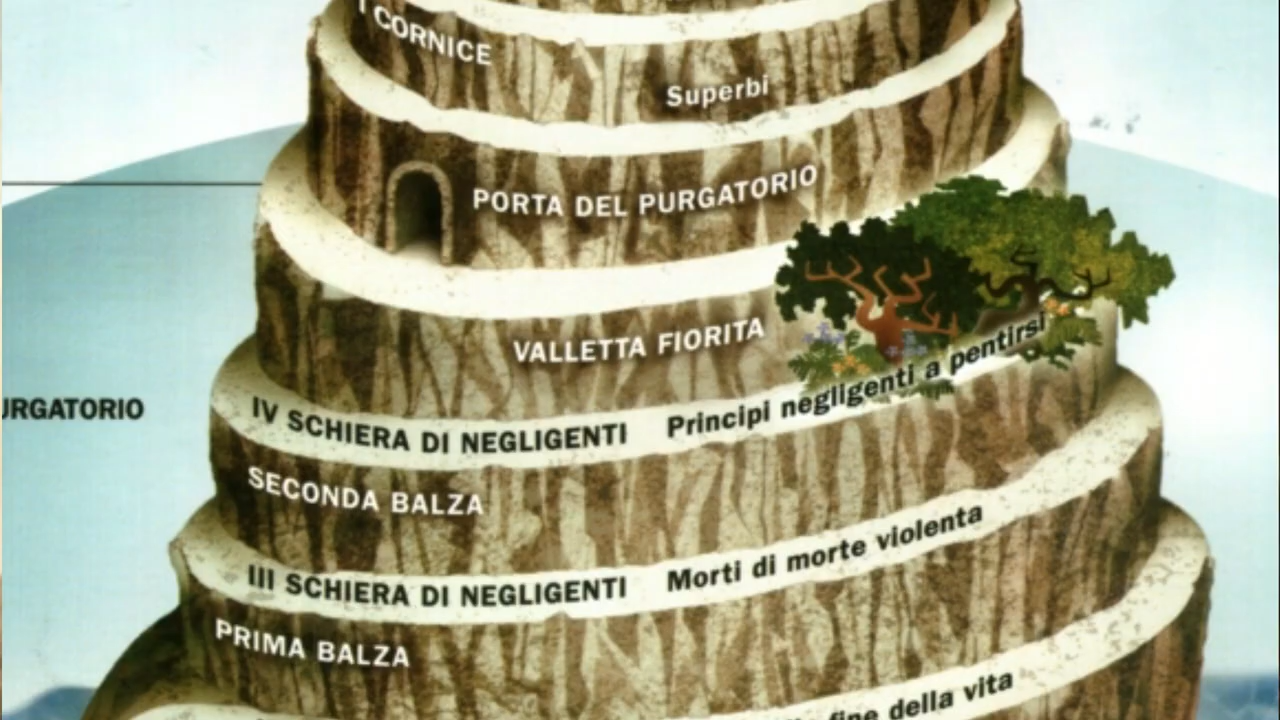 I CORNICE
Superbi
PORTA DEL PURGATORIO
VALLETTA FIORITA
URGATORIO
IV SCHIERA DI NEGLIGENTI Principi negligenti a pentirsi
SECONDA BALZA
III SCHIERA DI NEGLIGENTI Morti di morte violenta
PRIMA BALZA
fine della vita